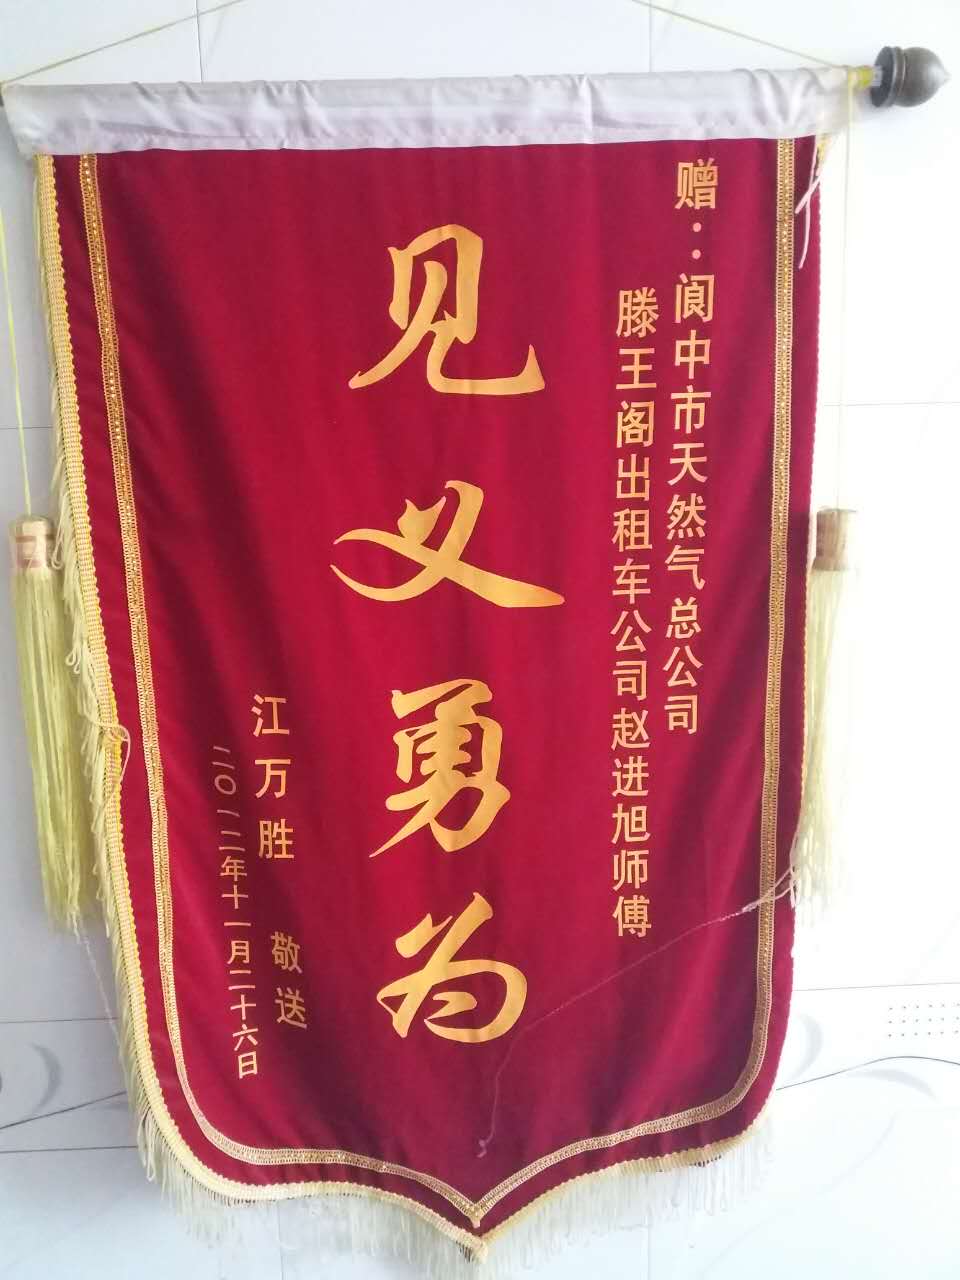 赠：阆中市天然气总公司
滕王阁出租车公司赵进旭师傅
见义勇为
江万胜 敬送
二〇一二年十一月二十六日